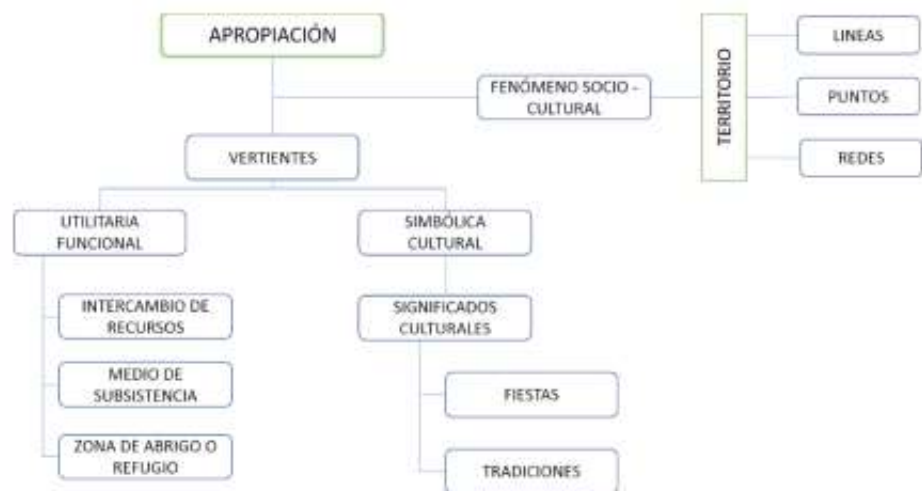 APROPIACIÓN
FENÓMENO SOCIO -
CULTURAL
TERRITORIO
LINEAS
PUNTOS
REDES
VERTIENTES
UTILITARIA
FUNCIONAL
INTERCAMBIO DE
RECURSOS
MEDIO DE
SUBSISTENCIA
ZONA DE ABRIGO O
REFUGIO
SIMBÓLICA
CULTURAL
SIGNIFICADOS
CULTURALES
FIESTAS
TRADICIONES